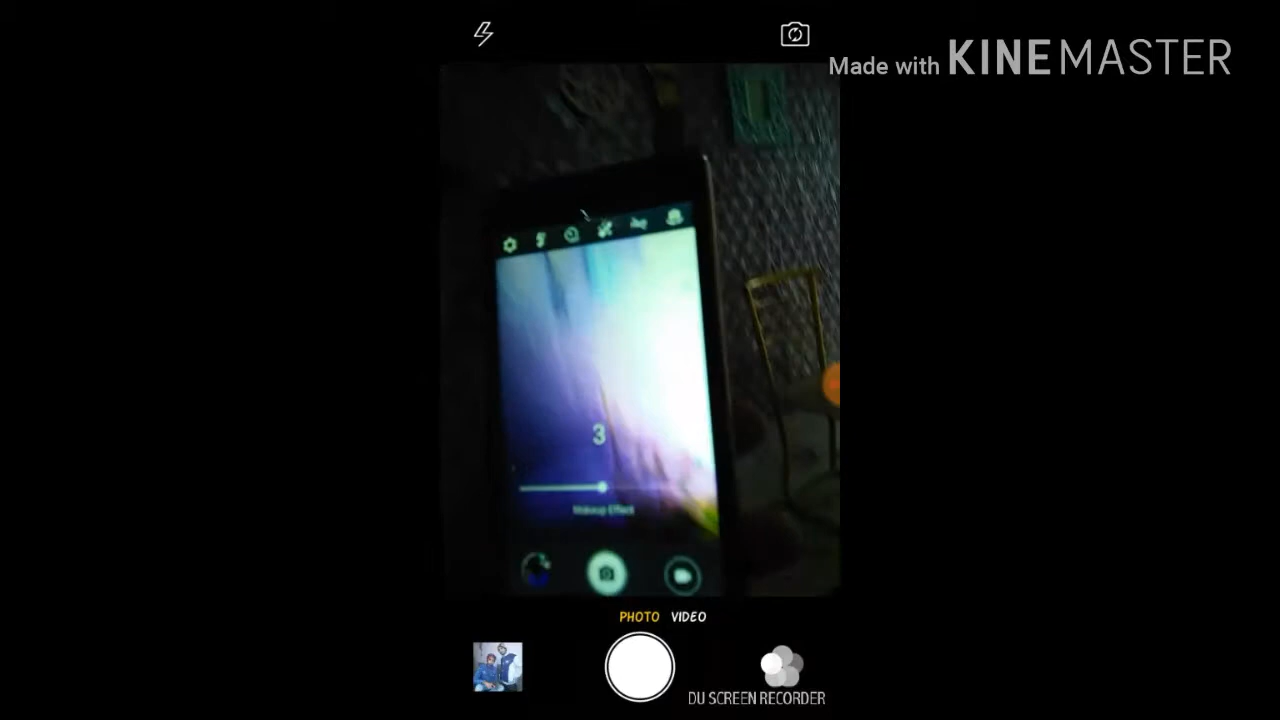 Made with KINEMASTER
3
Makeup Effect
PHOTO VIDEO
DU SCREEN RECORDER